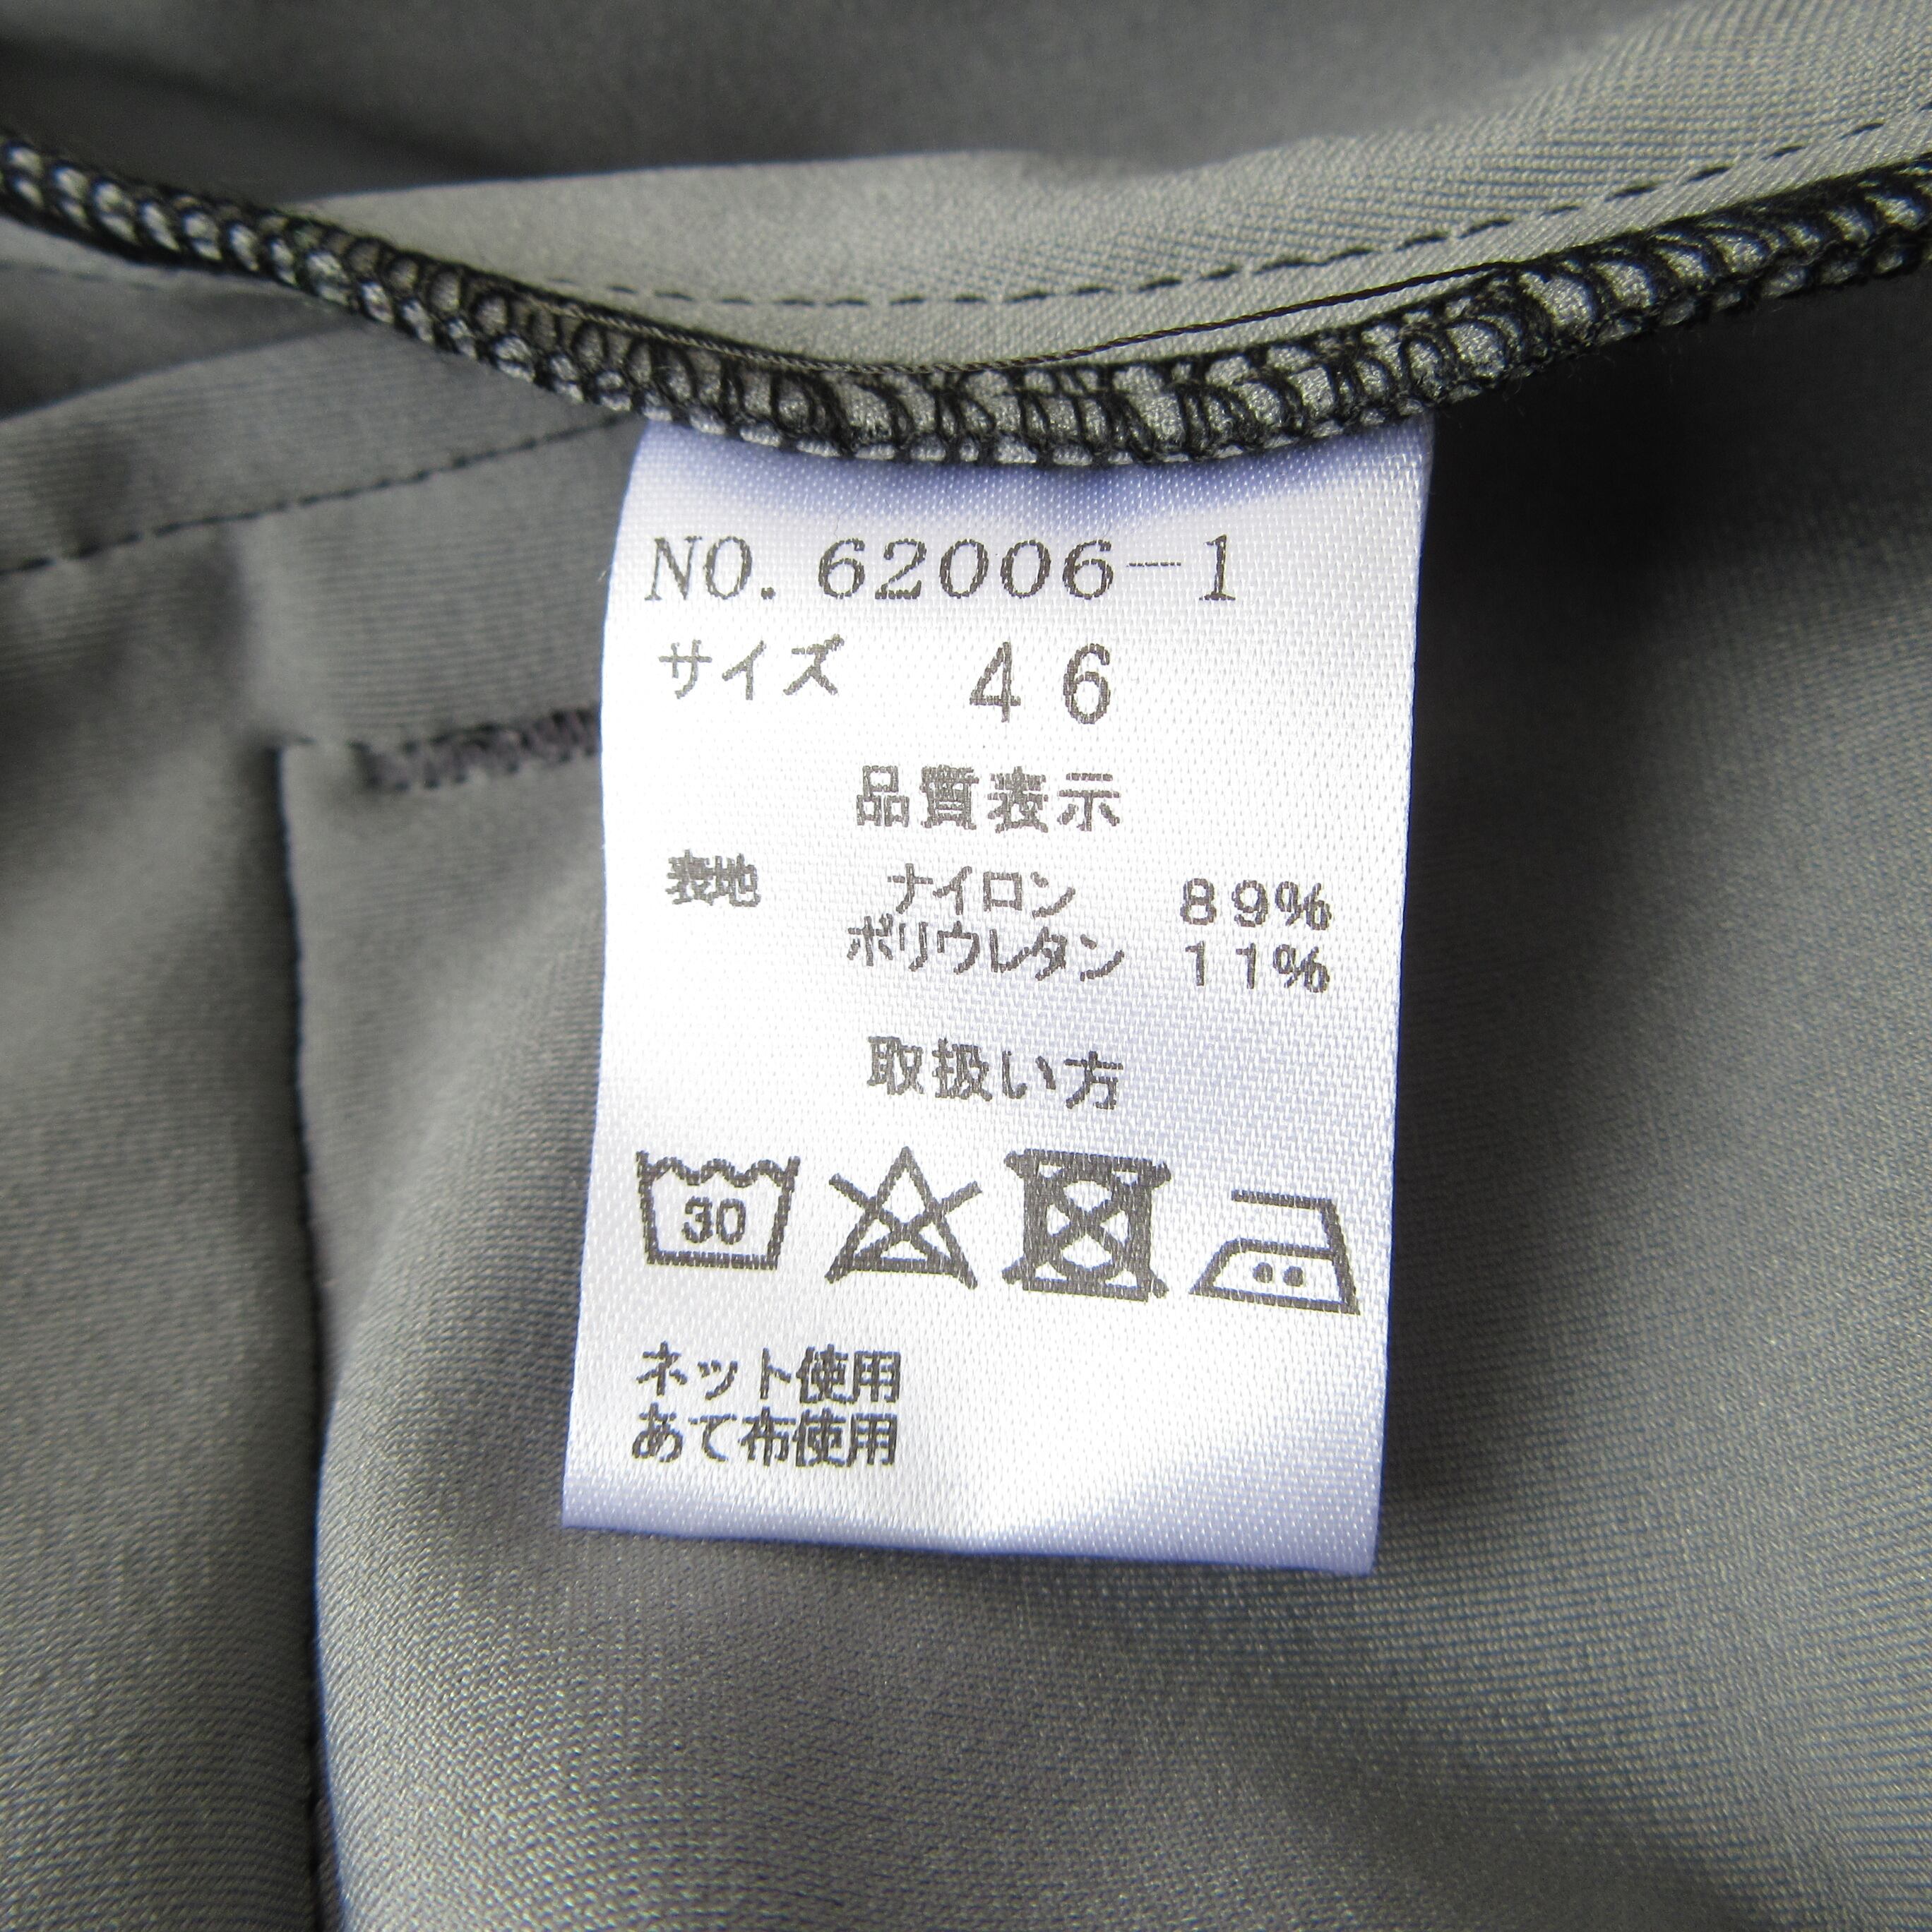 NO. 62006-1
サイズ 46
品質表示
表地 ナイロン 89%
ポリウレタン 11%
取扱い方
30
ネット使用
あて布使用